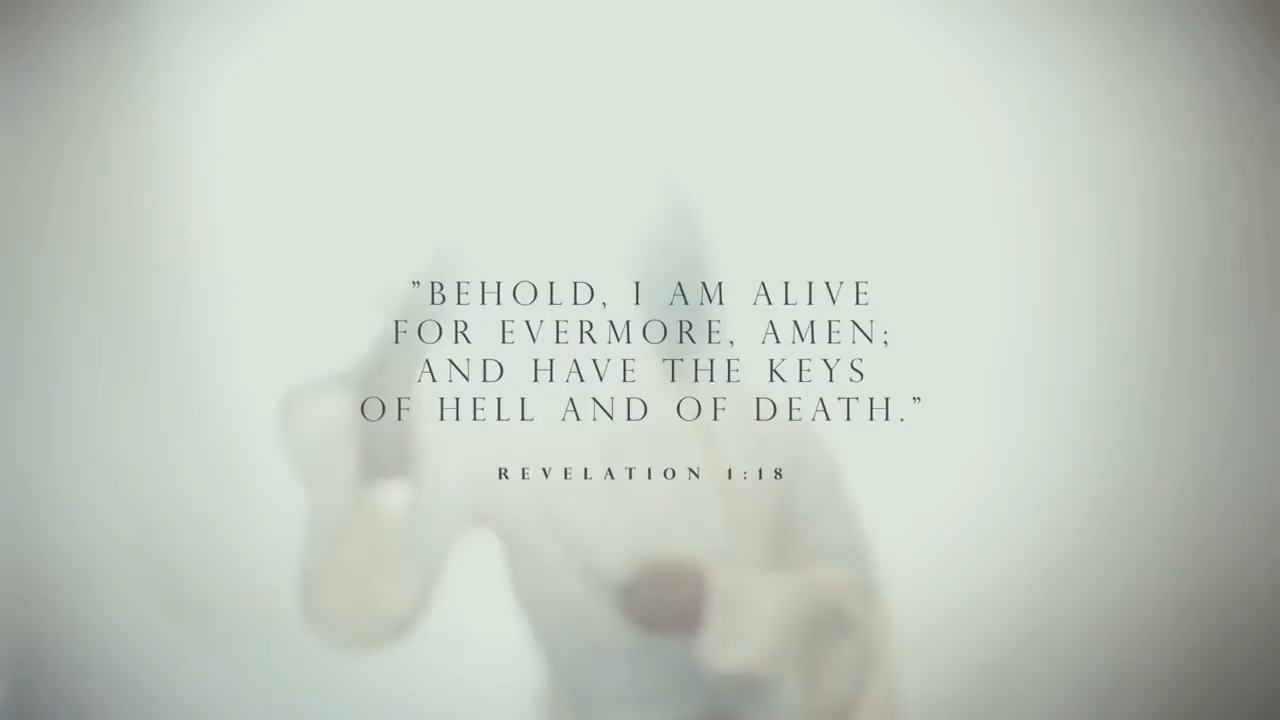 ”BEHOLD, I AM ALIVE
FOR EVERMORE, AMEN;
AND HAVE THE KEYS
OF HELL AND OF DEATH.”
REVELATION 1:18